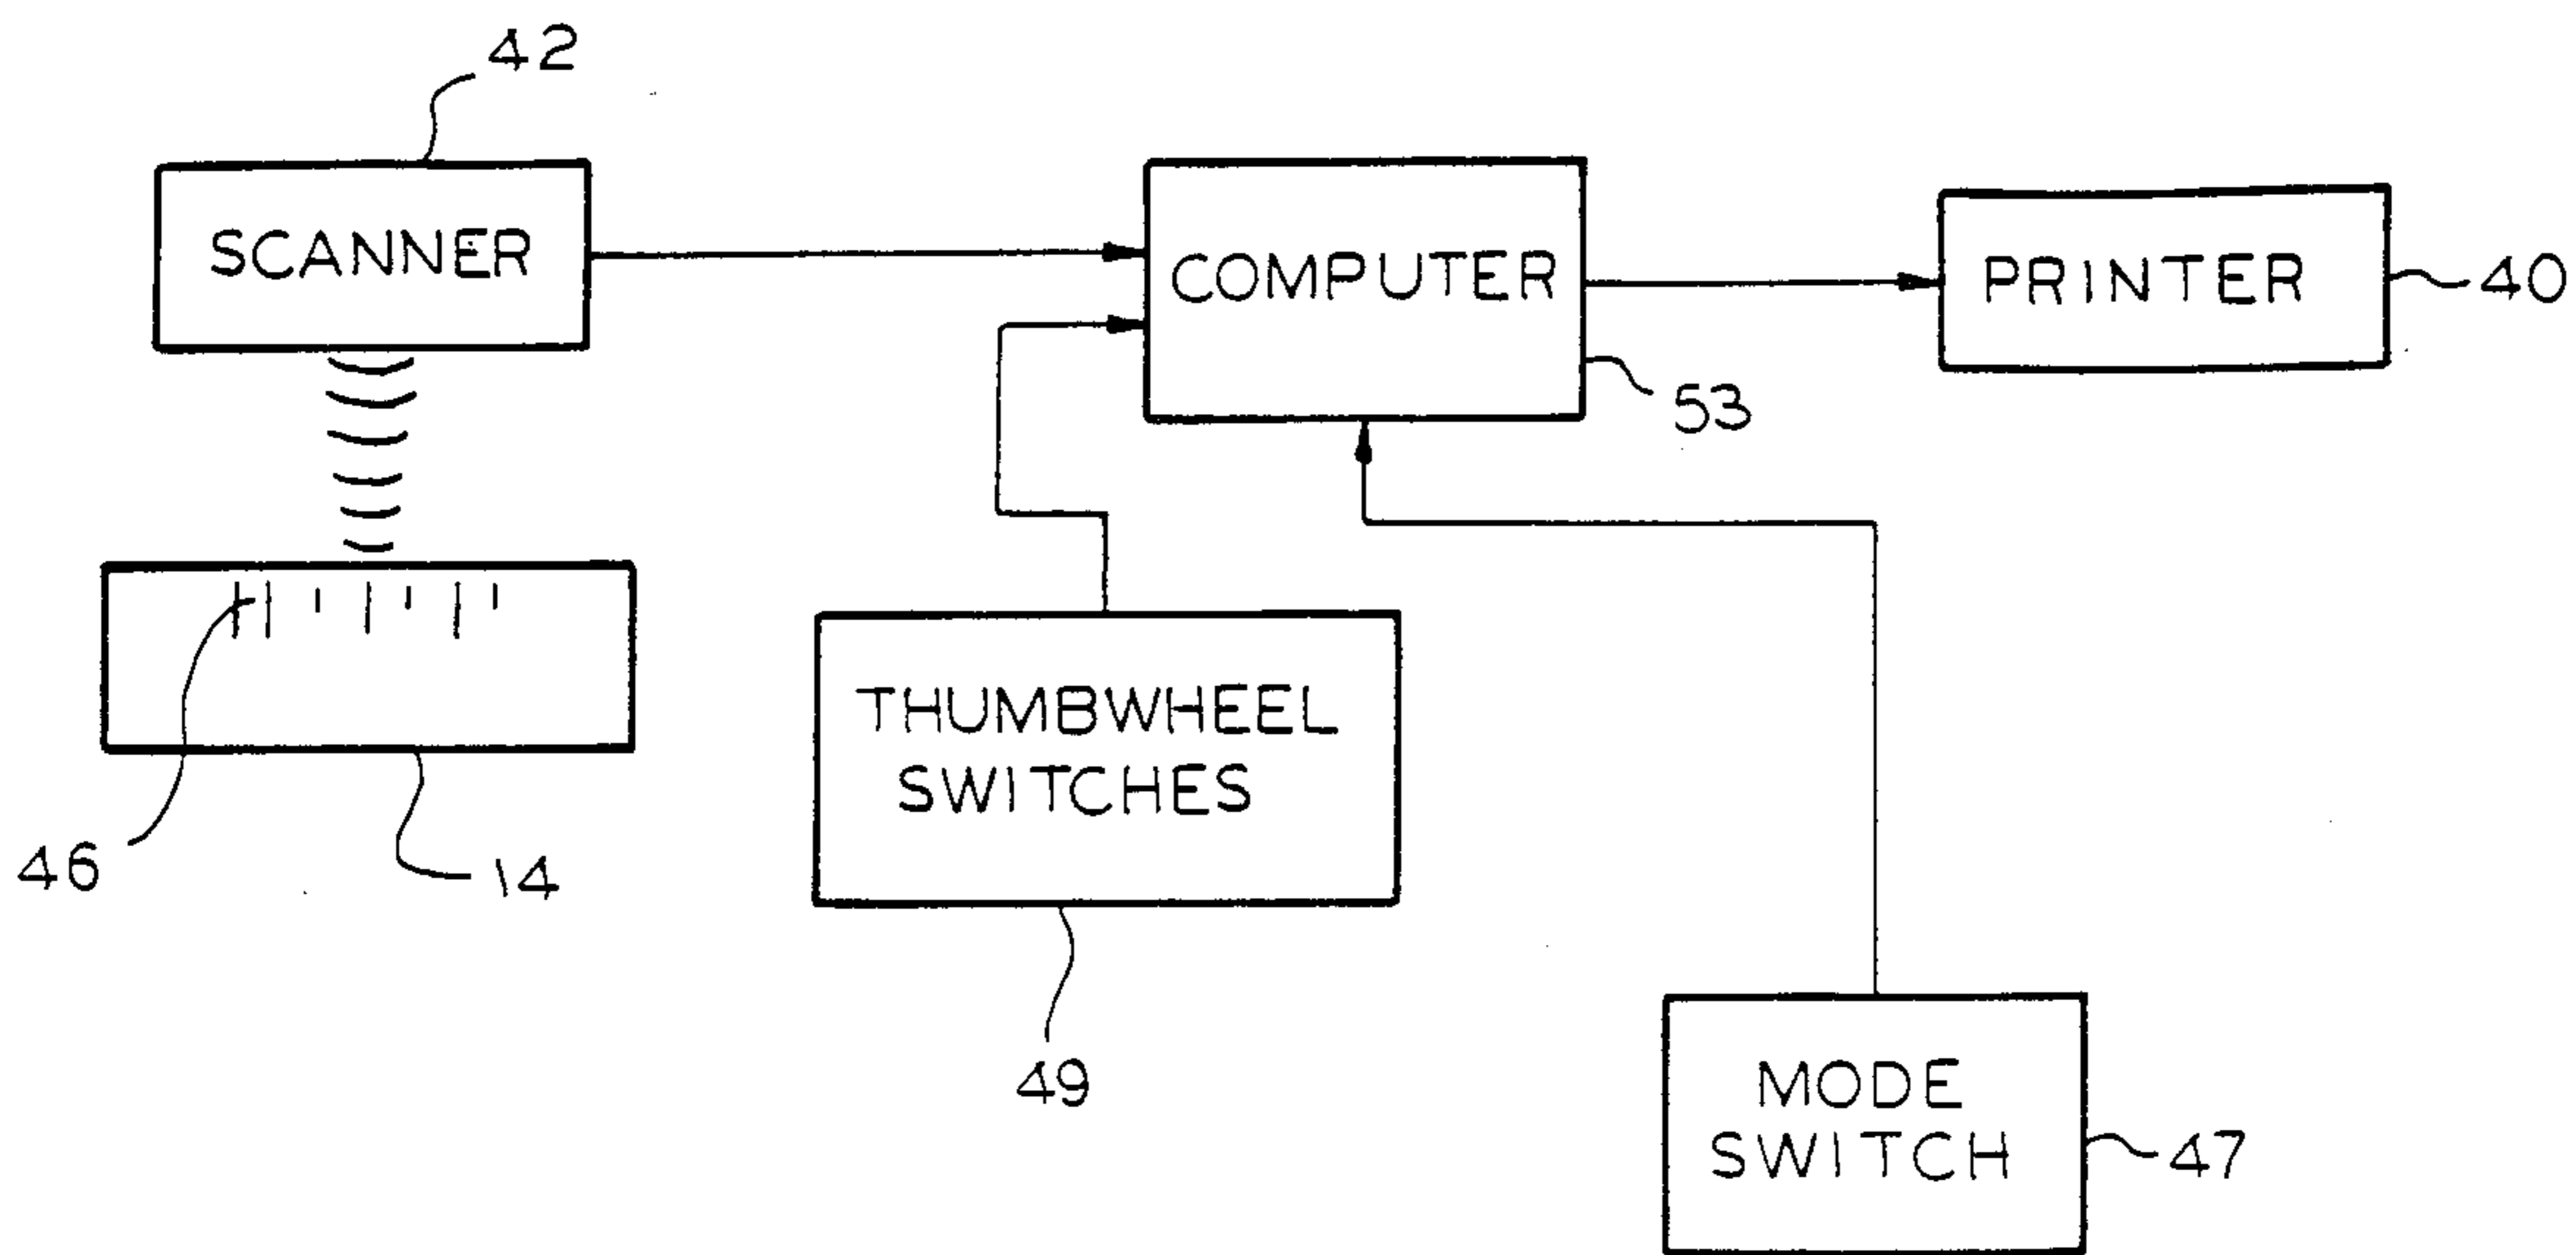 42
SCANNER
COMPUTER
PRINTER
40
53
THUMBWHEEL
SWITCHES
46
14
49
MODE
SWITCH
47